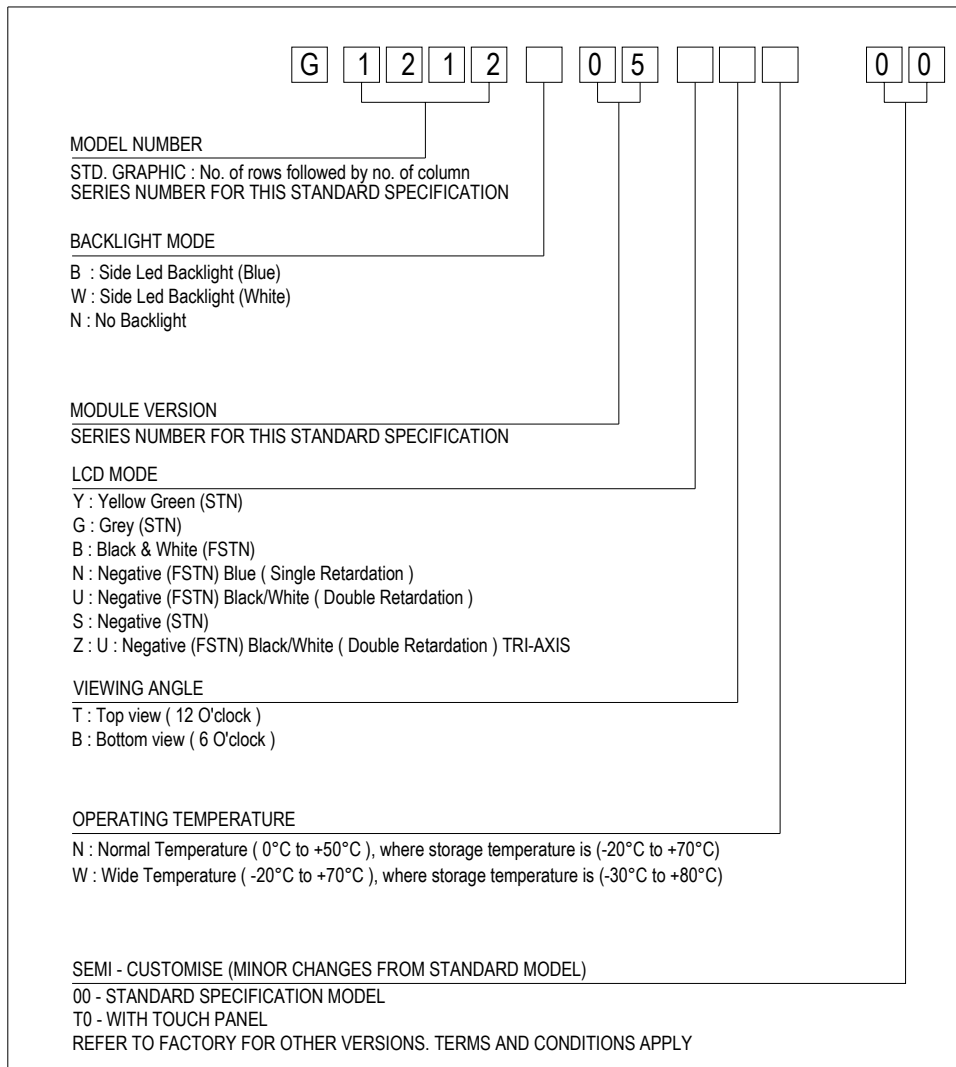 G 1 2 1 2 0 5 0 0
MODEL NUMBER
STD. GRAPHIC : No. of rows followed by no. of column
SERIES NUMBER FOR THIS STANDARD SPECIFICATION
BACKLIGHT MODE
B : Side Led Backlight (Blue)
W : Side Led Backlight (White)
N : No Backlight
MODULE VERSION
SERIES NUMBER FOR THIS STANDARD SPECIFICATION
LCD MODE
Y : Yellow Green (STN)
G : Grey (STN)
B : Black & White (FSTN)
N : Negative (FSTN) Blue ( Single Retardation )
U : Negative (FSTN) Black/White ( Double Retardation )
S : Negative (STN)
Z : U : Negative (FSTN) Black/White ( Double Retardation ) TRI-AXIS
VIEWING ANGLE
T : Top view ( 12 O'clock )
B : Bottom view ( 6 O'clock )
OPERATING TEMPERATURE
N : Normal Temperature ( 0°C to +50°C ), where storage temperature is (-20°C to +70°C)
W : Wide Temperature ( -20°C to +70°C ), where storage temperature is (-30°C to +80°C)
SEMI - CUSTOMISE (MINOR CHANGES FROM STANDARD MODEL)
00 - STANDARD SPECIFICATION MODEL
T0 - WITH TOUCH PANEL
REFER TO FACTORY FOR OTHER VERSIONS. TERMS AND CONDITIONS APPLY